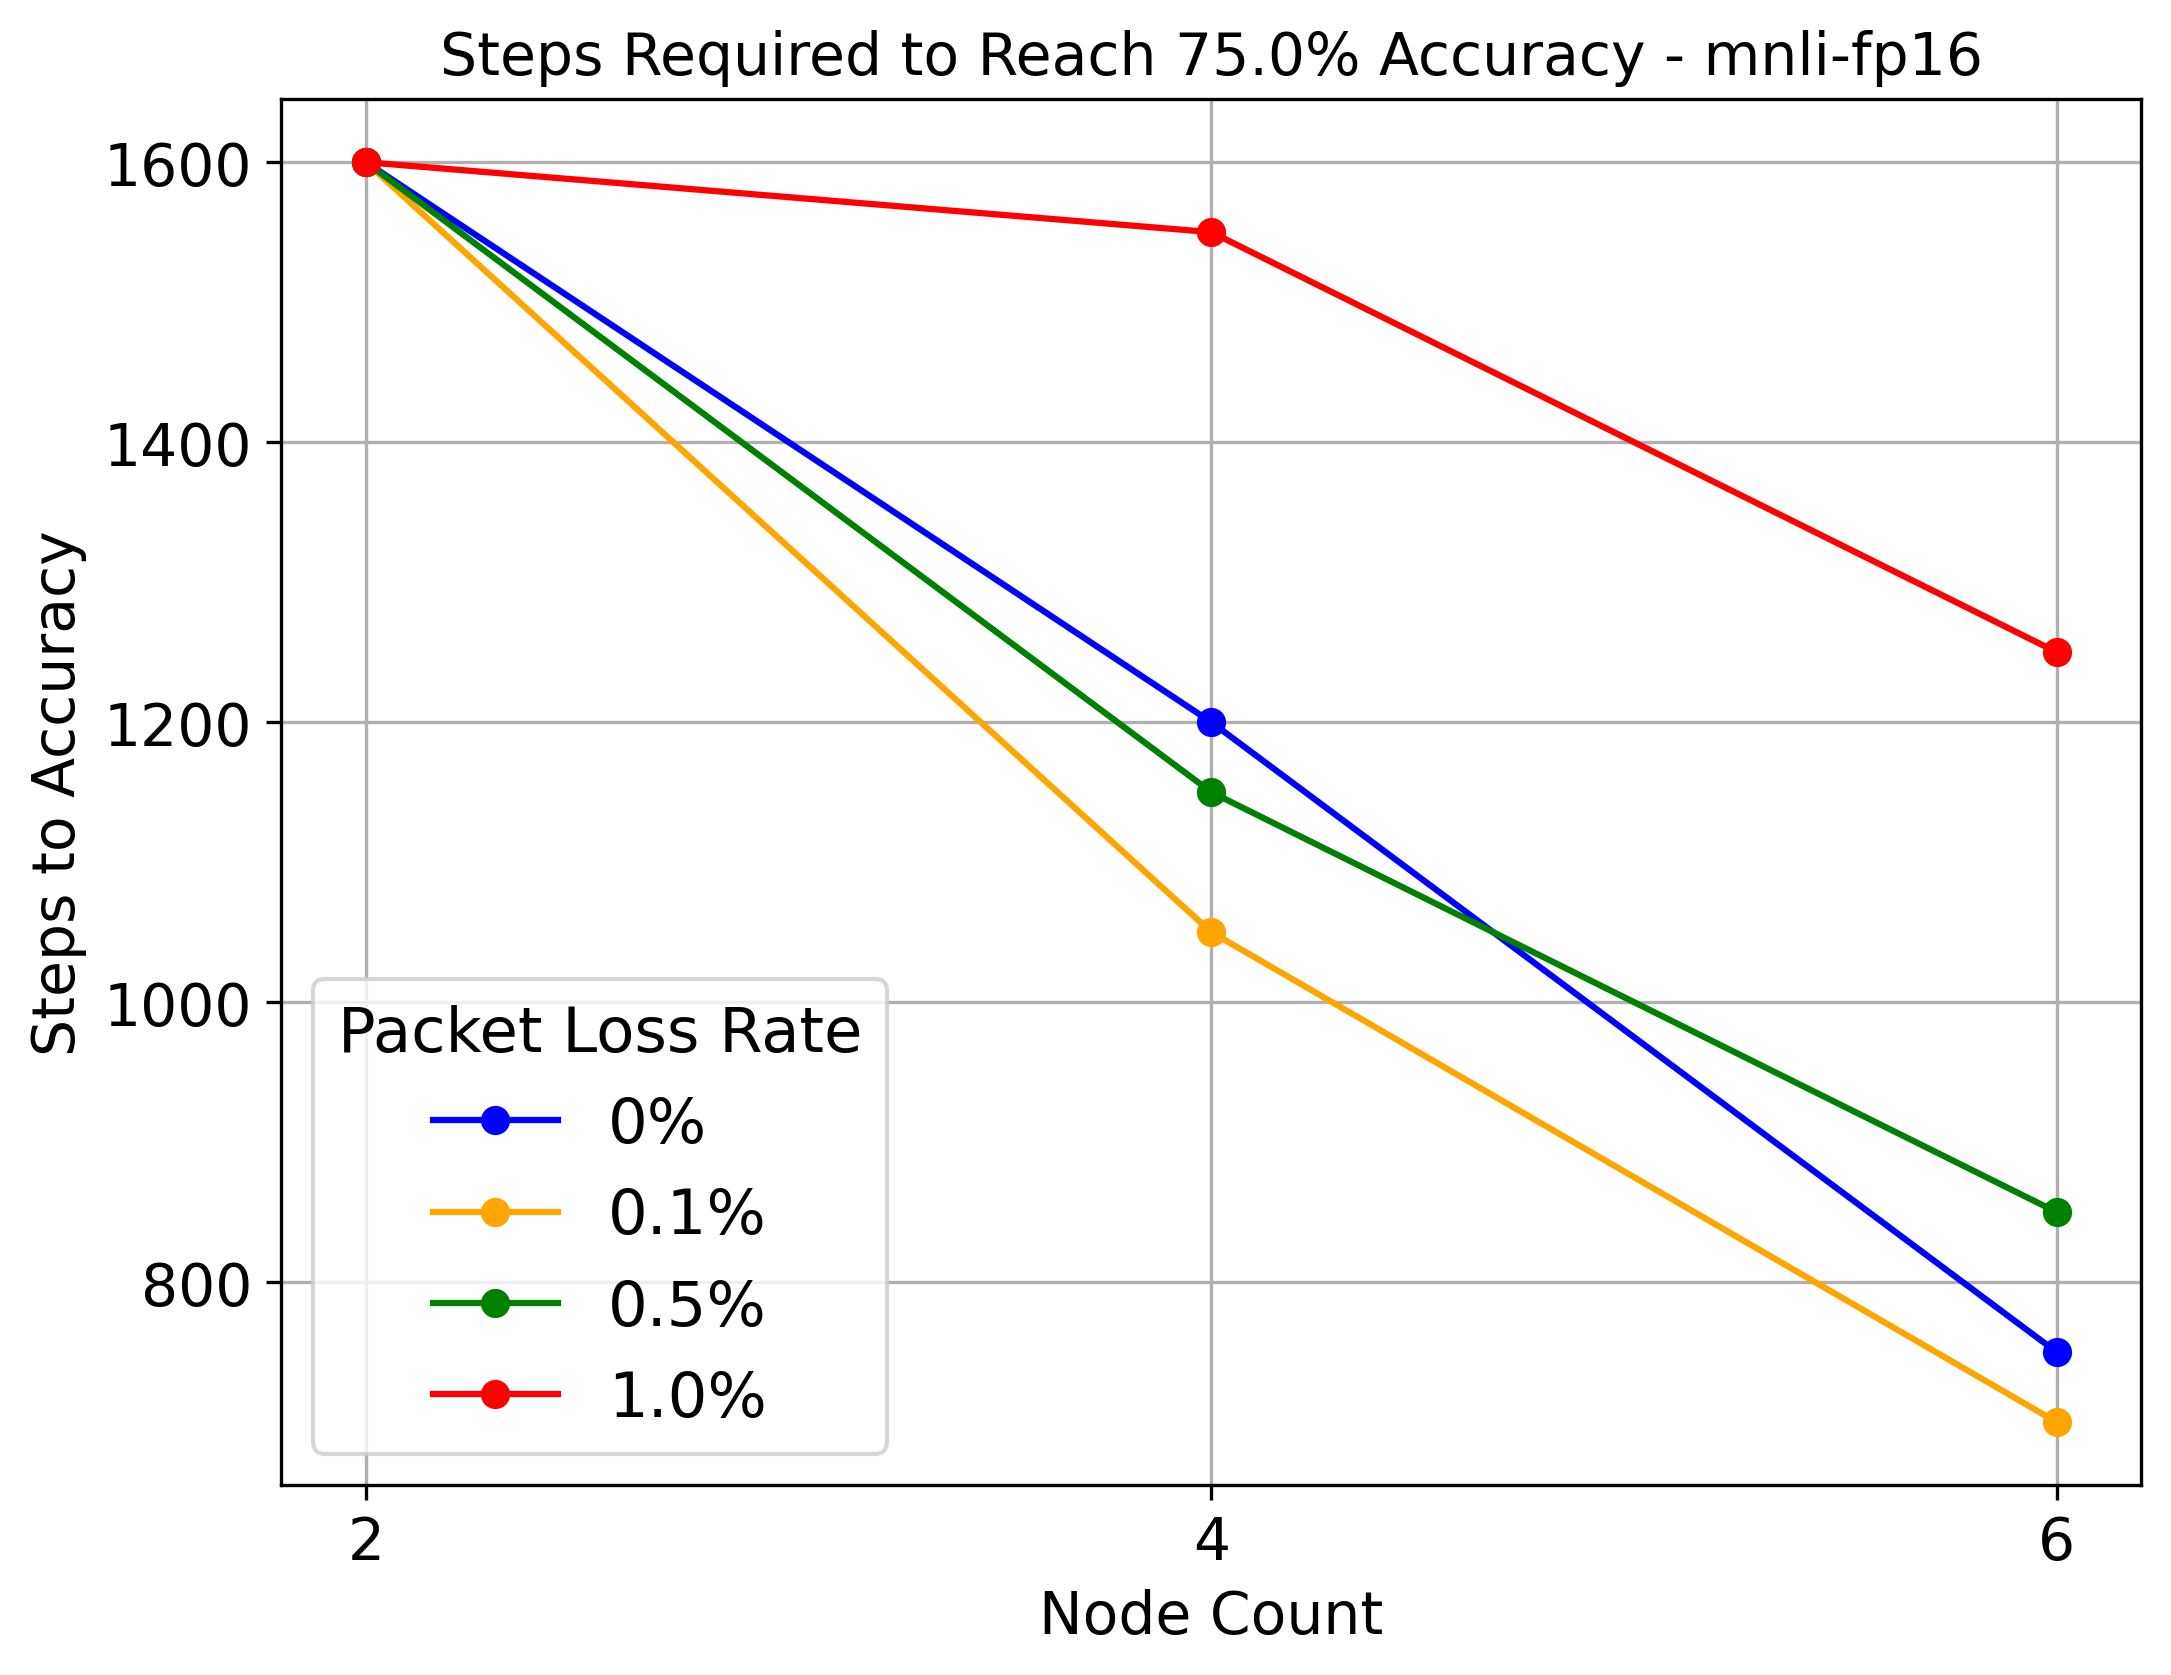 Steps Required to Reach 75.0% Accuracy - mnli-fp16
Steps to Accuracy
1600
1400
1200
1000
800
Packet Loss Rate
0%
0.1%
0.5%
1.0%
2 4 6
Node Count